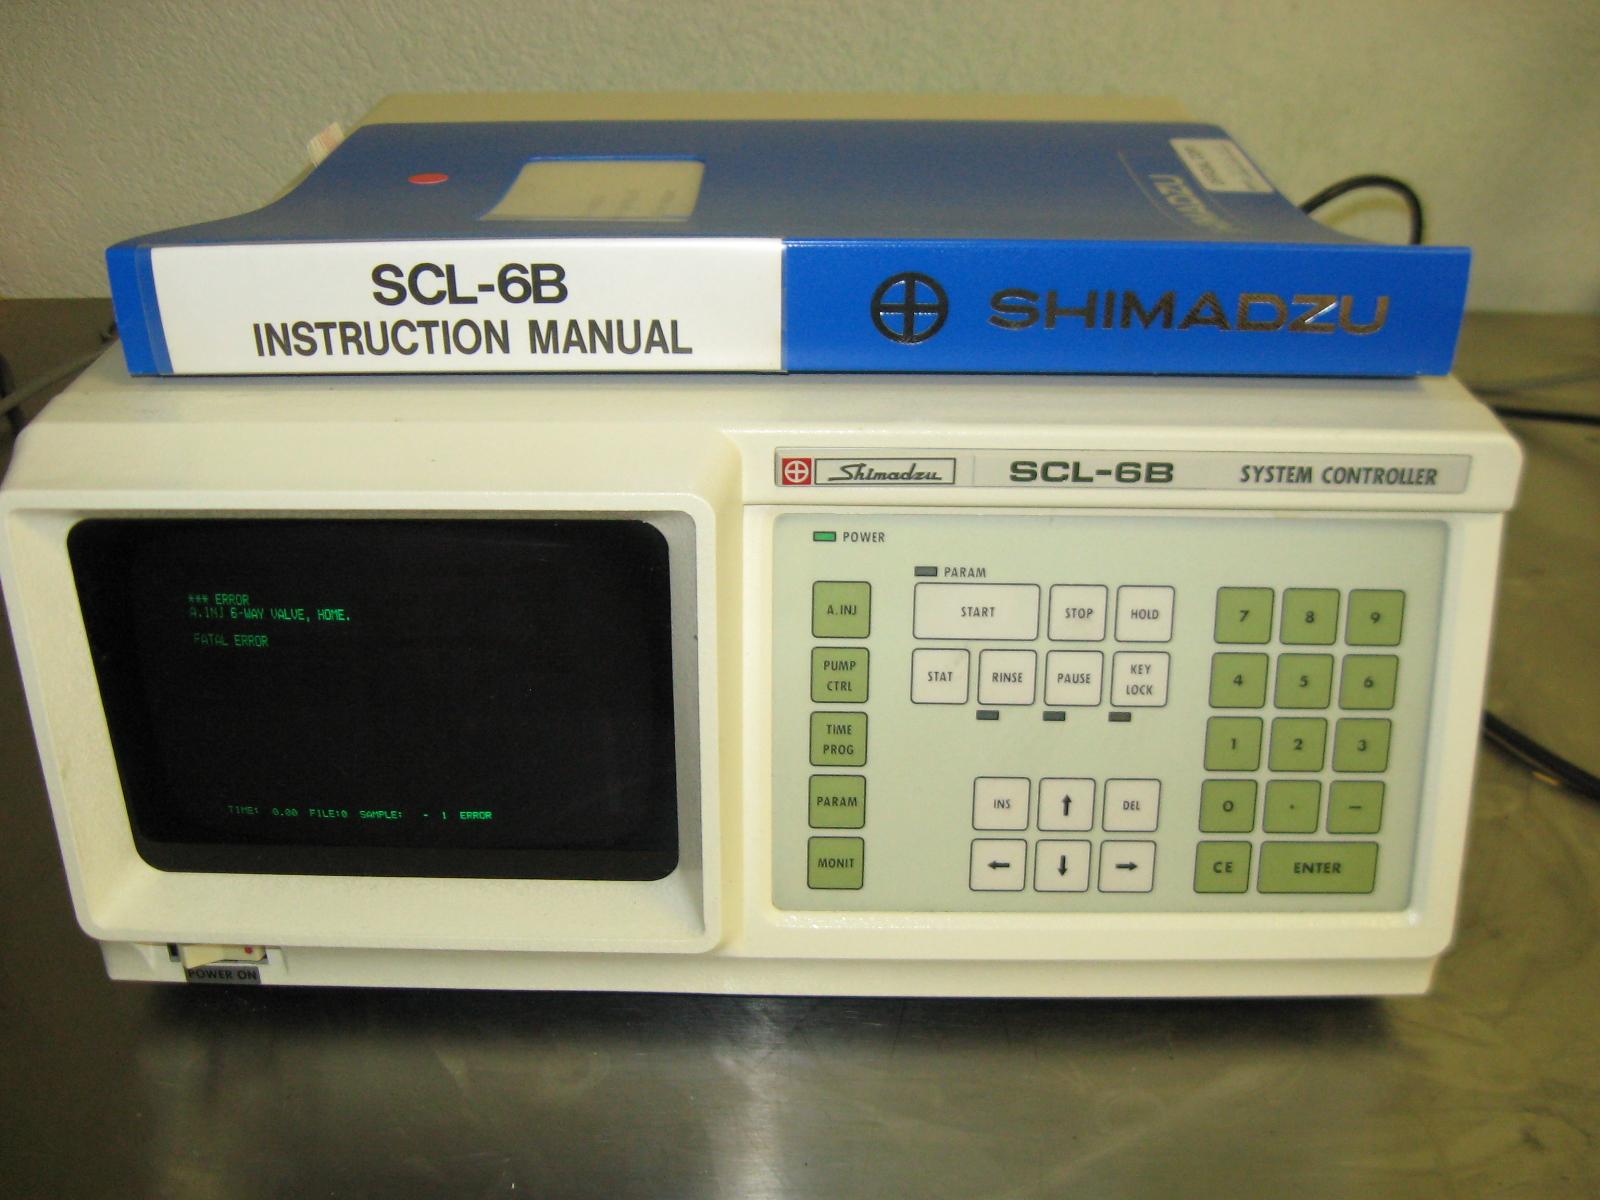 SCL-6B
INSTRUCTION MANUAL
SHIMADZU
Shimadzu
SCL-6B
SYSTEM CONTROLLER
POWER
PARAM
A.INJ
START
STOP
HOLD
7
8
9
PUMP
CTRL
STAT
RINSE
PAUSE
KEY
LOCK
4
5
6
TIME
PROG
1
2
3
PARAM
INS
↑
DEL
0
.
-
MONIT
←
↓
→
CE
ENTER
*** ERROR
A.INJ 6-WAY VALVE, HOME.
FATAL ERROR
TIME: 0.00 FILE:0 SAMPLE: - 1 ERROR
POWER ON